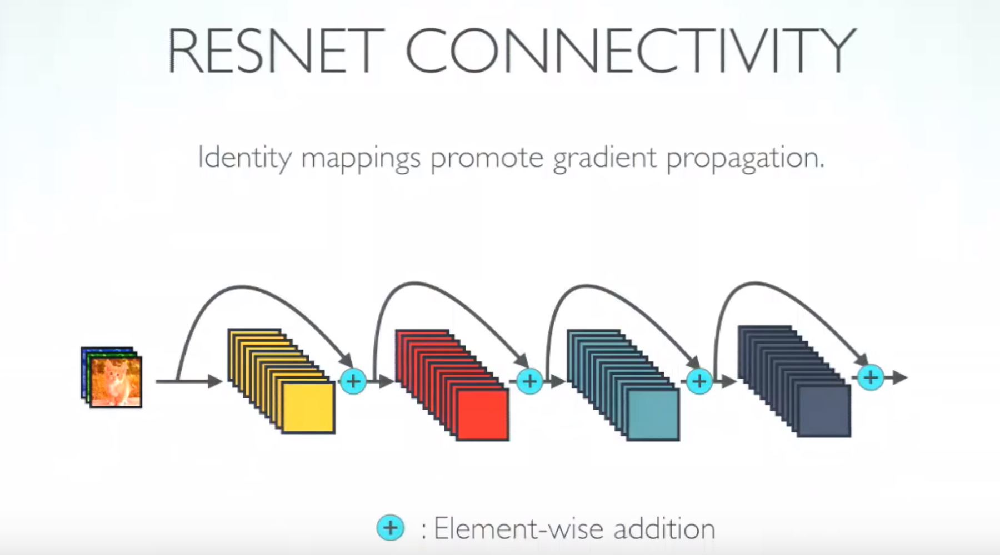 RESNET CONNECTIVITY
Identity mappings promote gradient propagation.
+ + + +
+ : Element-wise addition